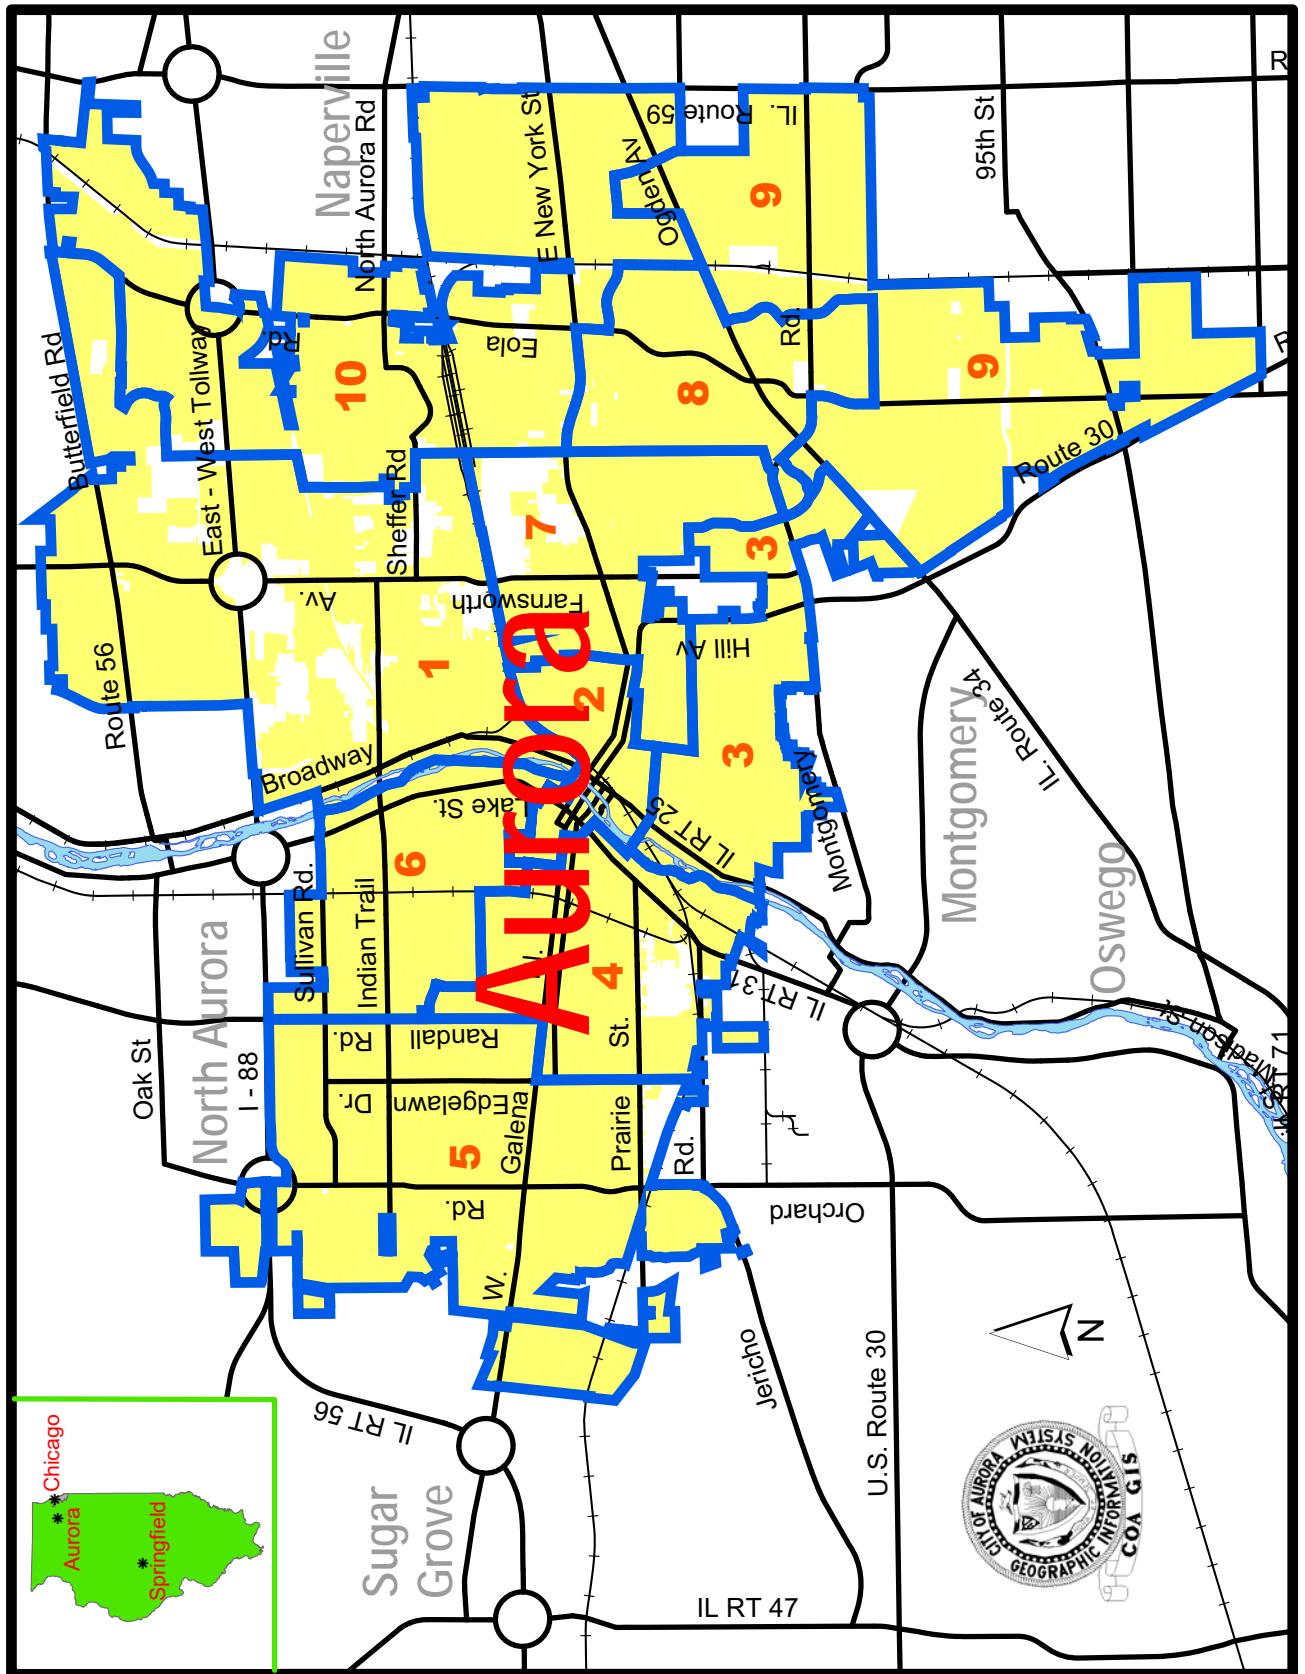 Naperville
North Aurora Rd
E New York St
IL. Route 59
Ogden Av
95th St
9
Butterfield Rd
East - West Tollway
Eola
Rd.
Rd.
10
8
9
Route 30
Sheffer Rd
7
3
Farnsworth
Av.
Hill Av
Route 56
1
2
3
Aurora
Broadway
Lake St.
IL RT 25
Montgomery
Montgomery
IL. Route 34
Oswego
6
Sullivan Rd.
Indian Trail
North Aurora
I - 88
Oak St
Randall
Rd.
4
St.
IL RT 31
Madison St
Edgelawn
Dr.
5
Galena
Prairie
Rd.
Orchard
Rd.
W.
Jericho
U.S. Route 30
N
IL RT 56
Sugar
Grove
IL RT 47
CITY OF AURORA
GEOGRAPHIC INFORMATION SYSTEM
COA GIS
Chicago
Aurora
Springfield